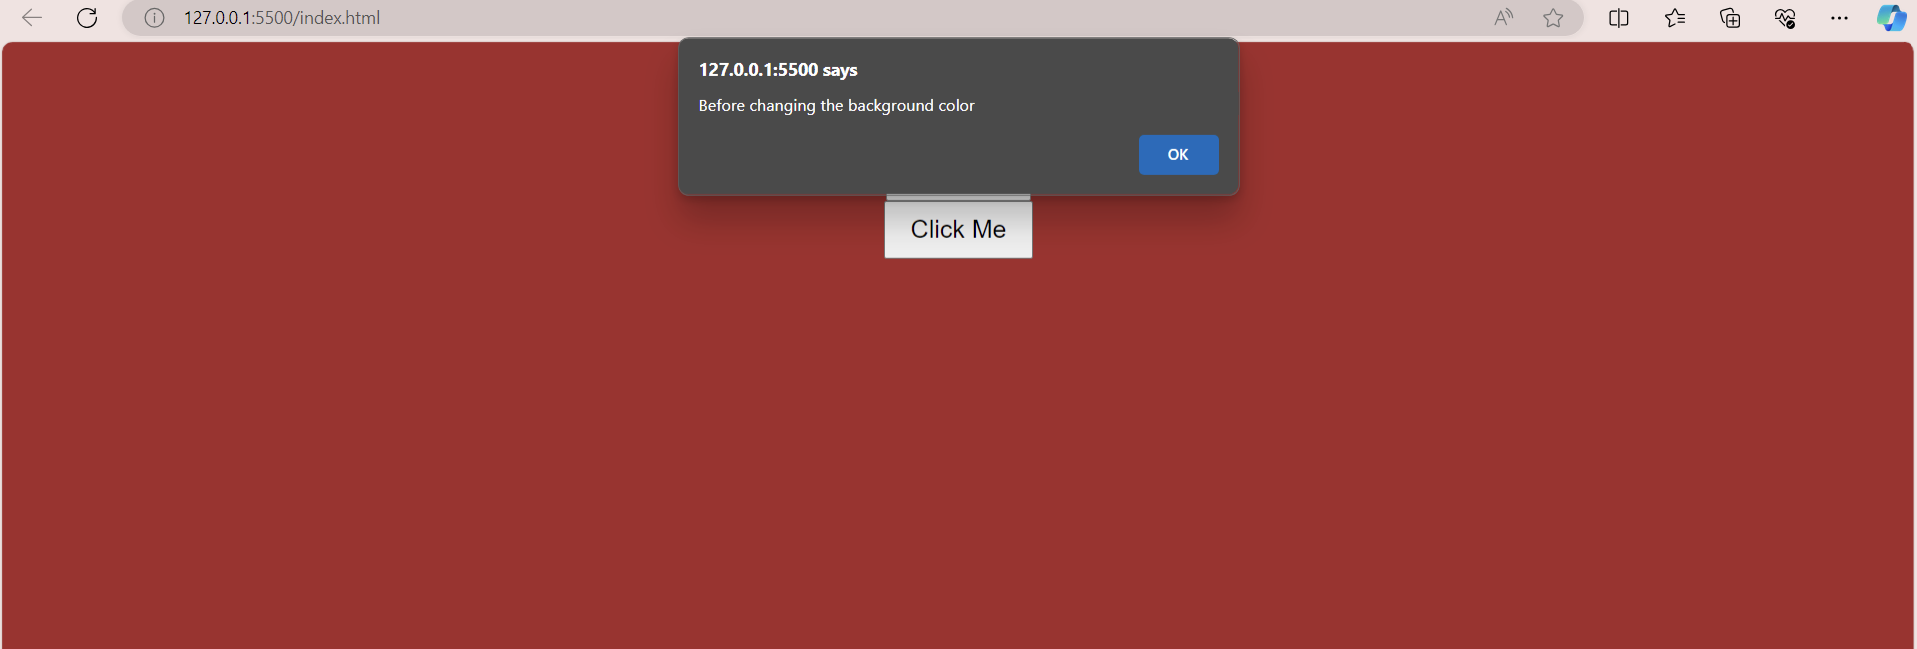 127.0.0.1:5500/index.html
127.0.0.1:5500 says
Before changing the background color
OK
Click Me